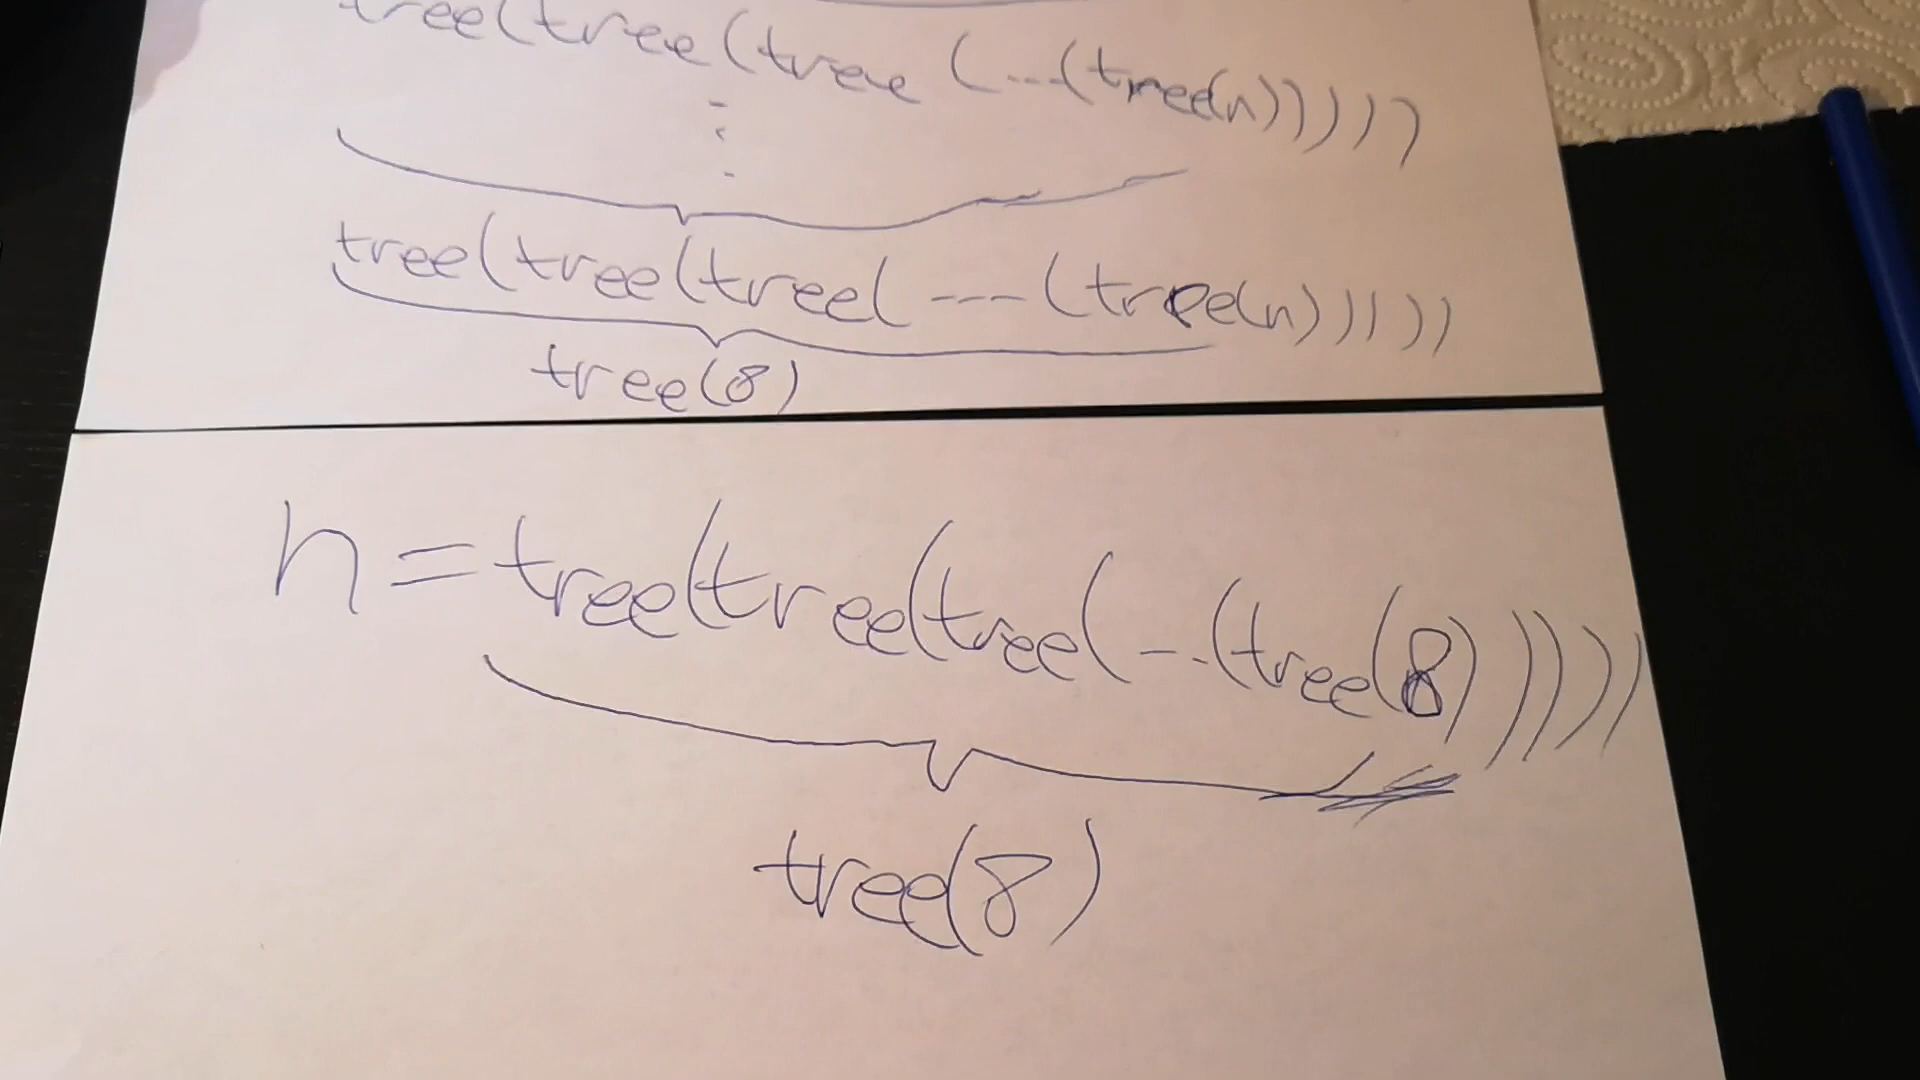 tree(tree(tree(...(tree(n)))))
⋮
tree(tree(tree(----(tree(n)))))
tree(8)
n=tree(tree(tree(--..(tree(8)))))
tree(8)